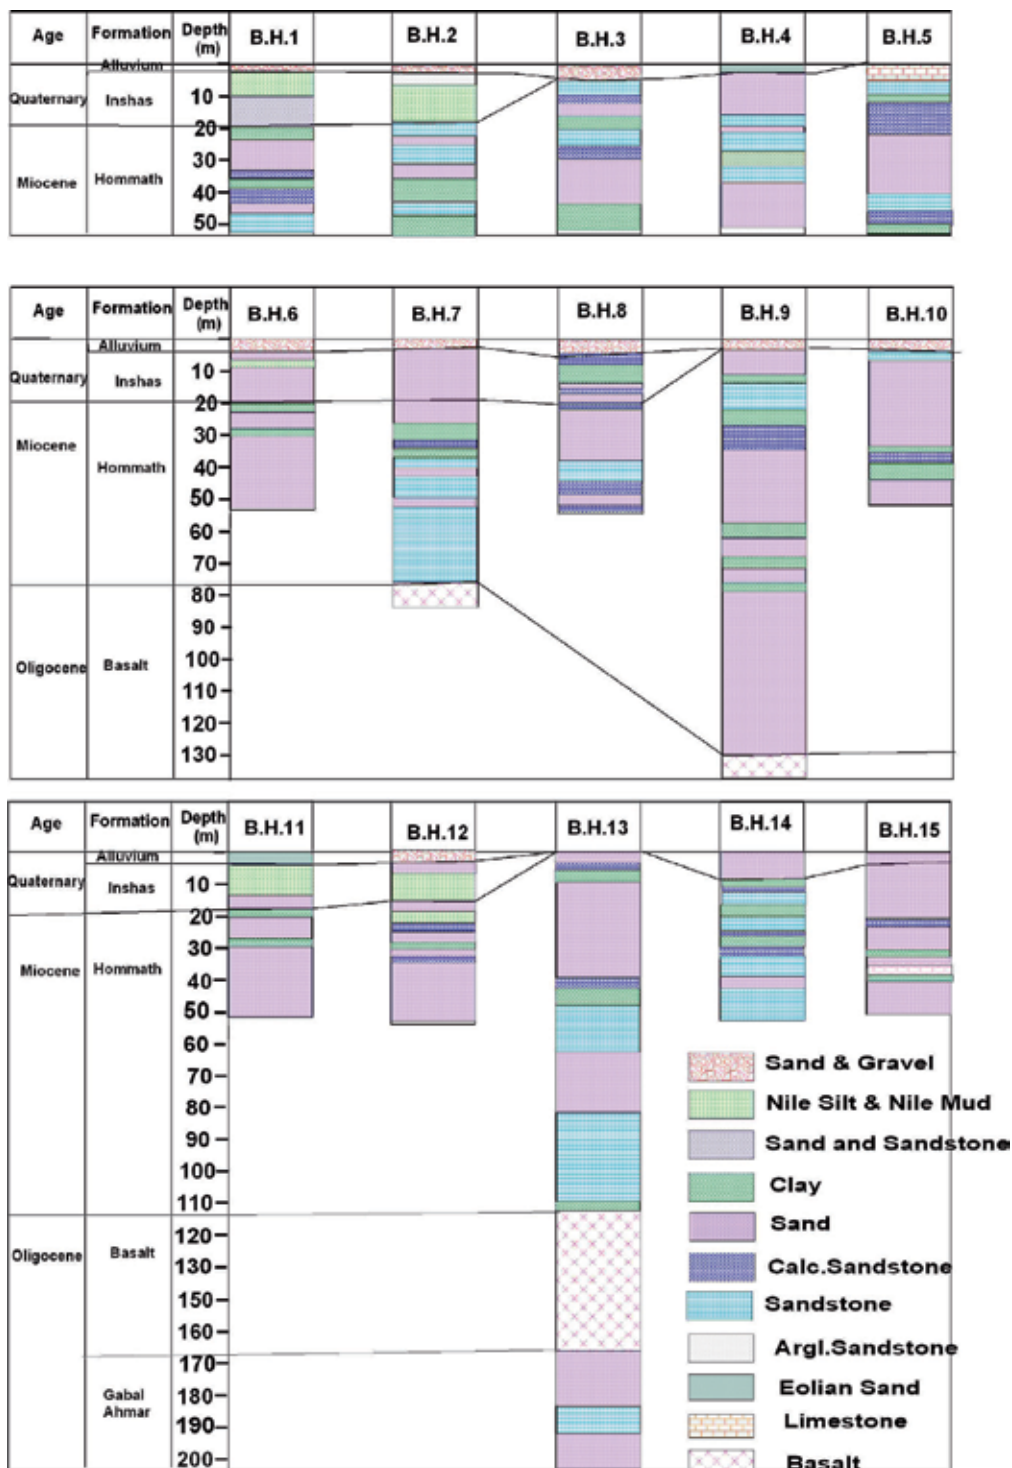 Age Formation Depth (m) B.H.1 B.H.2 B.H.3 B.H.4 B.H.5
Alluvium
Quaternary Inshas
10
20
Miocene Hommath
30
40
50
Age Formation Depth (m) B.H.6 B.H.7 B.H.8 B.H.9 B.H.10
Alluvium
10
Quaternary Inshas
20
30
Miocene
Hommath
40
50
60
70
80
90
Oligocene Basalt
100
110
120
130
Age Formation Depth (m) B.H.11 B.H.12 B.H.13 B.H.14 B.H.15
Alluvium
Quaternary Inshas
10
20
30
Miocene Hommath
40
50
60
70
80
90
100
110
120
Oligocene Basalt
130
150
160
170
Gabal Ahmar
180
190
200
Sand & Gravel
Nile Silt & Nile Mud
Sand and Sandstone
Clay
Sand
Calc.Sandstone
Sandstone
Argl.Sandstone
Eolian Sand
Limestone
Basalt